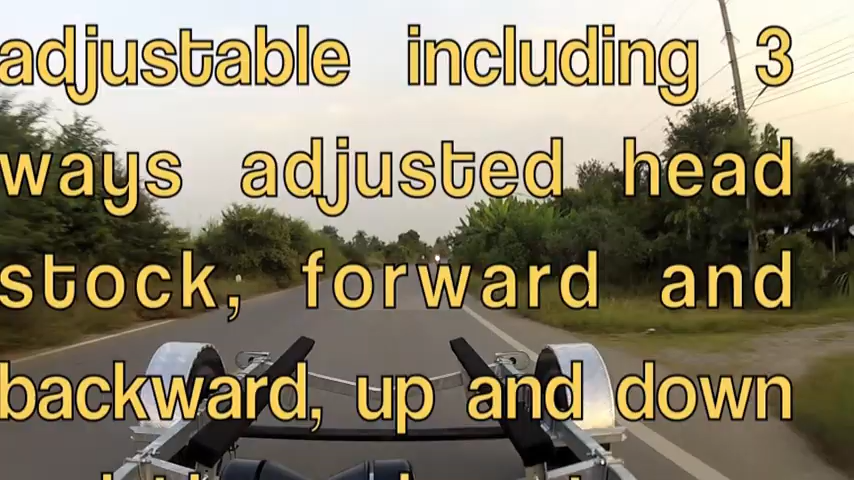 adjustable including 3
ways adjusted head
stock, forward and
backward, up and down